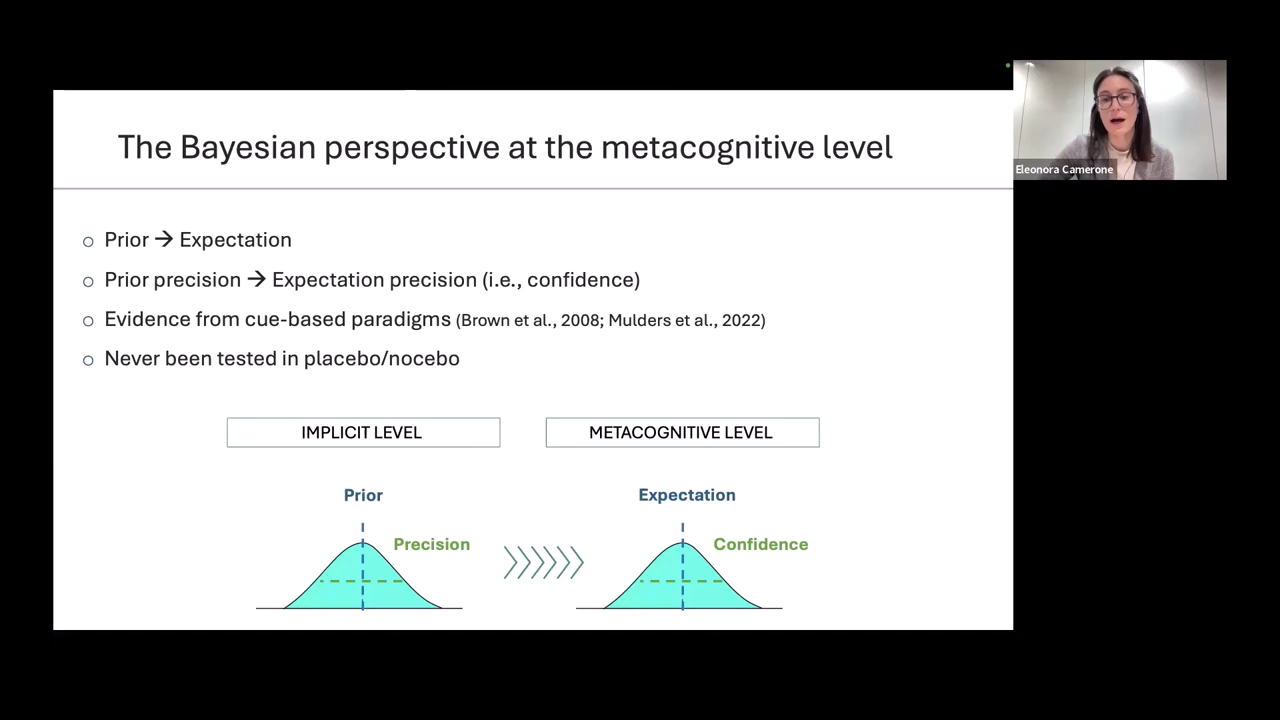 The Bayesian perspective at the metacognitive level
Eleonora Camerone
Prior → Expectation
Prior precision → Expectation precision (i.e., confidence)
Evidence from cue-based paradigms (Brown et al., 2008; Mulders et al., 2022)
Never been tested in placebo/nocebo
IMPLICIT LEVEL
METACOGNITIVE LEVEL
Prior
Precision
Expectation
Confidence